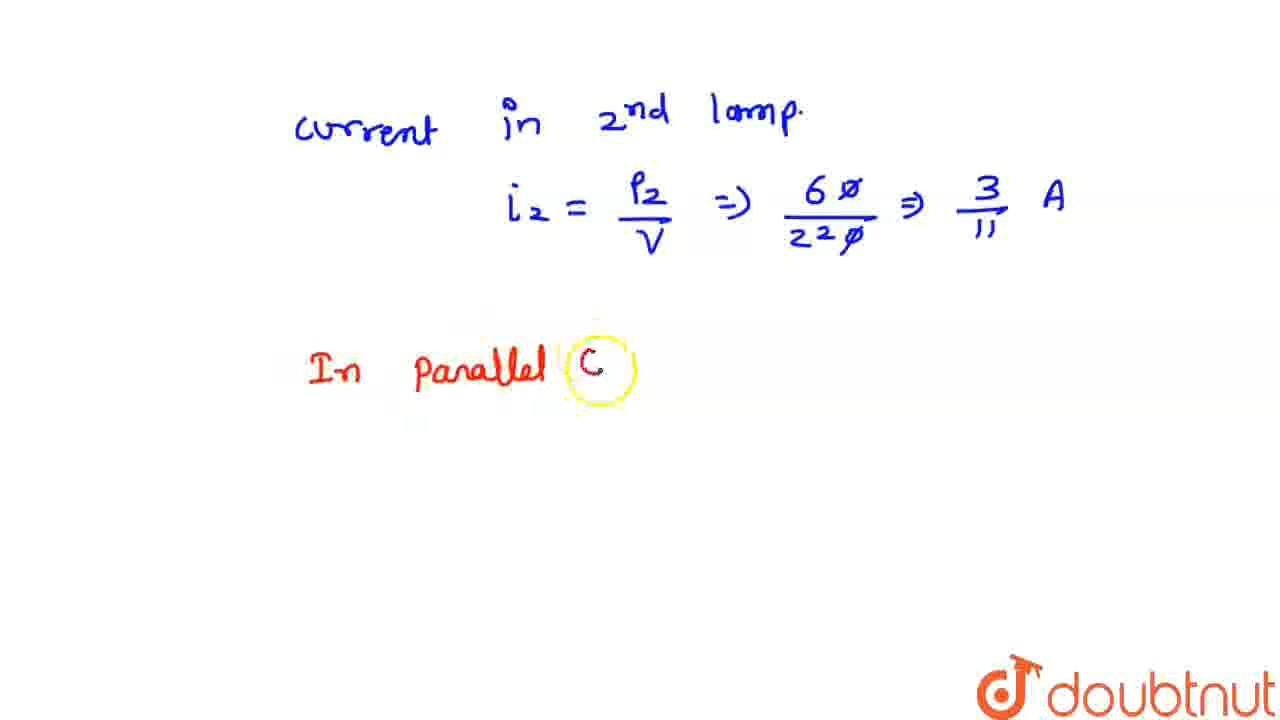 current in 2nd lamp.
i2 = P2/V => 60/220 => 3/11 A
In parallel C
doubtnut